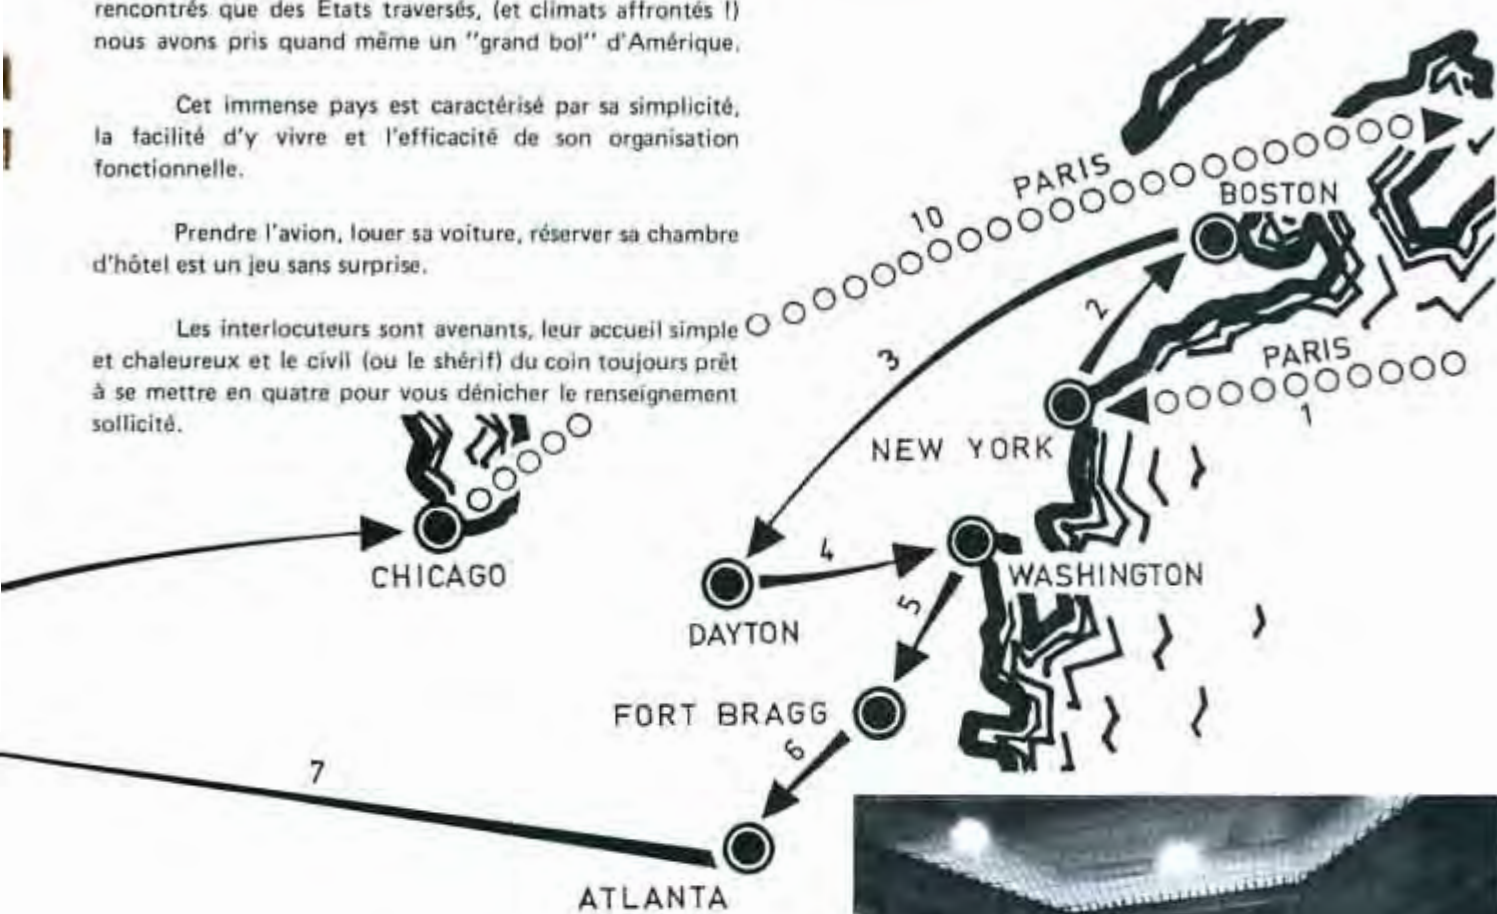 rencontrés que des États traversés, (et climats affrontés !)
nous avons pris quand même un "grand bol" d'Amérique.
Cet immense pays est caractérisé par sa simplicité,
la facilité d'y vivre et l'efficacité de son organisation
fonctionnelle.
Prendre l'avion, louer sa voiture, réserver sa chambre
d'hôtel est un jeu sans surprise.
Les interlocuteurs sont avenants, leur accueil simple
et chaleureux et le civil (ou le shérif) du coin toujours prêt
à se mettre en quatre pour vous dénicher le renseignement
sollicité.
PARIS
10
BOSTON
2
3
PARIS
1
NEW YORK
4
CHICAGO
WASHINGTON
5
DAYTON
FORT BRAGG
6
7
ATLANTA